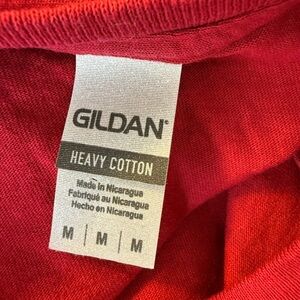 GILDAN®
HEAVY COTTON
Made in Nicaragua
Fabriqué au Nicaragua
Hecho en Nicaragua
M | M | M